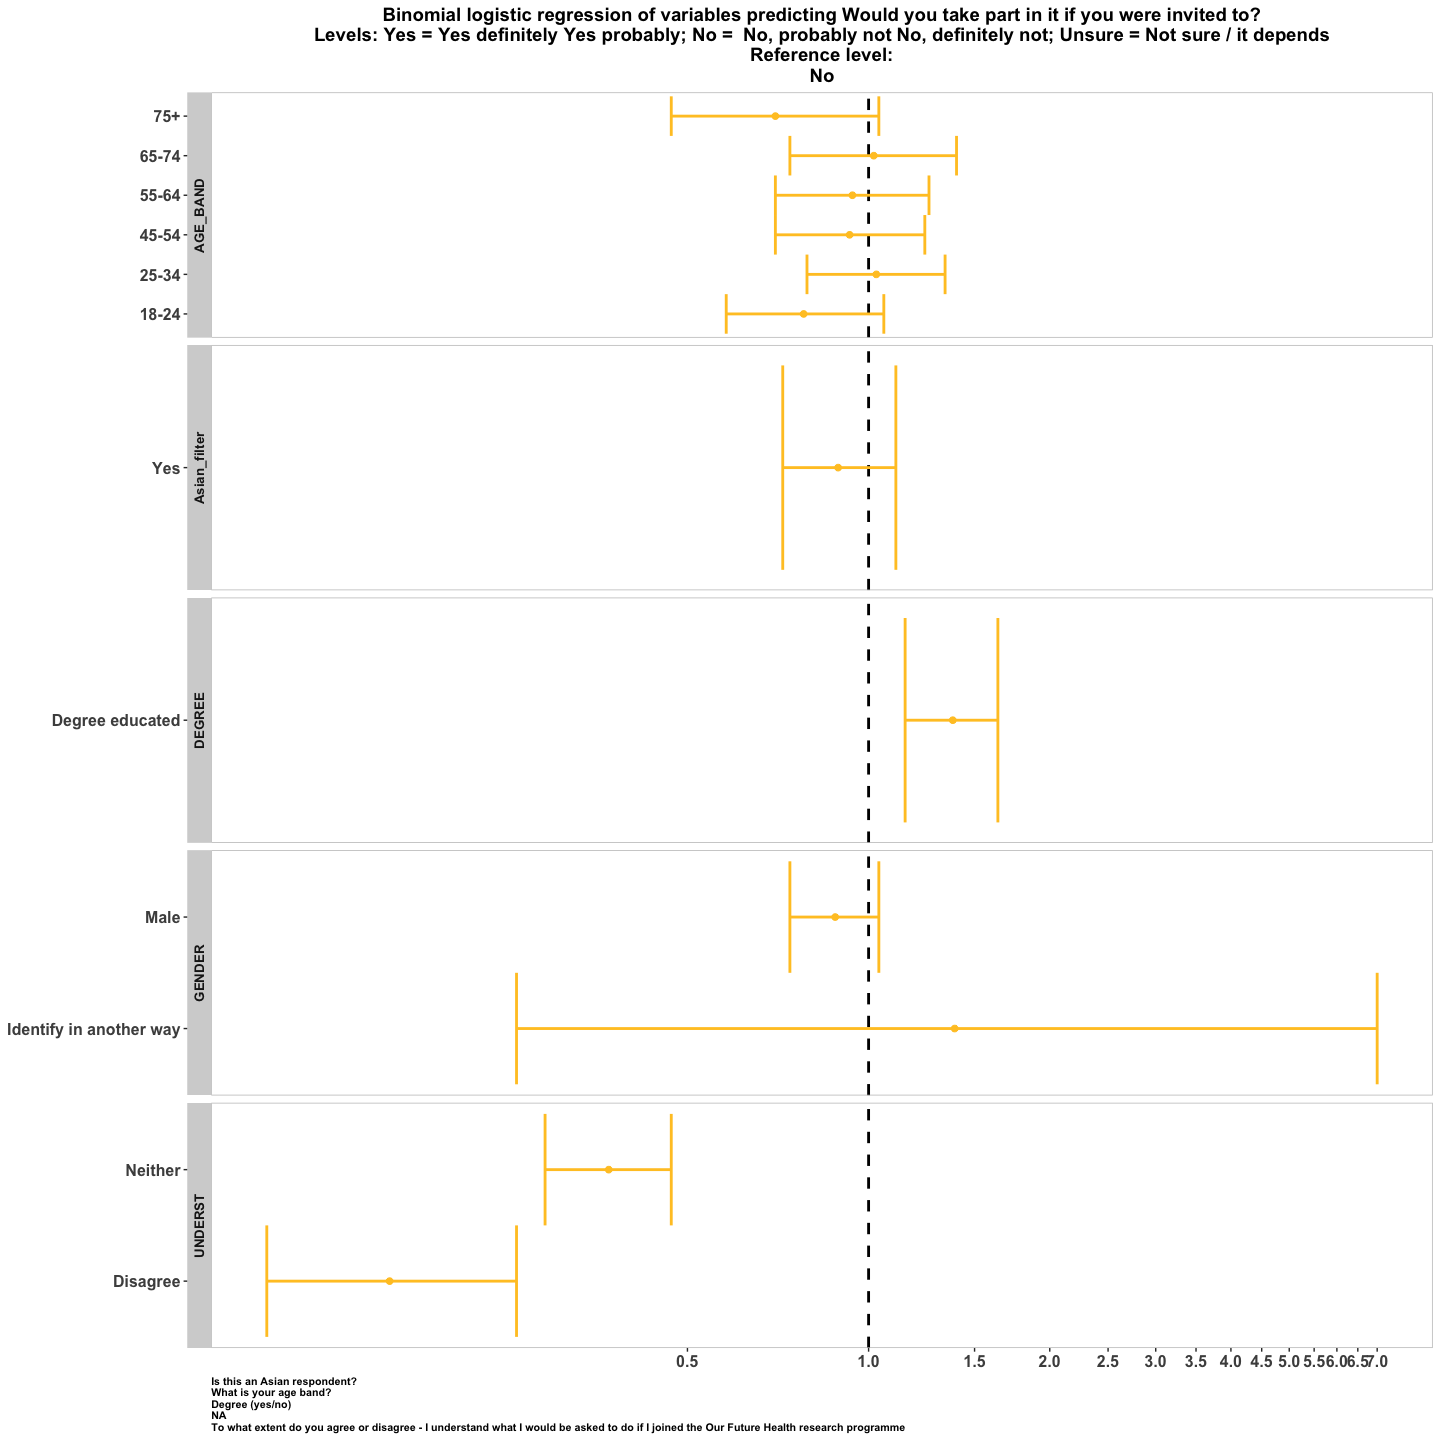 Binomial logistic regression of variables predicting Would you take part in it if you were invited to?
Levels: Yes = Yes definitely Yes probably; No =  No, probably not No, definitely not; Unsure = Not sure / it depends
Reference level:
No
AGE_BAND
75+
65-74
55-64
45-54
25-34
18-24
Asian_filter
Yes
DEGREE
Degree educated
GENDER
Male
Identify in another way
UNDERST
Neither
Disagree
0.5 1.0 1.5 2.0 2.5 3.0 3.5 4.0 4.5 5.0 5.5 6.0 6.5 7.0
Is this an Asian respondent?
What is your age band?
Degree (yes/no)
NA
To what extent do you agree or disagree - I understand what I would be asked to do if I joined the Our Future Health research programme